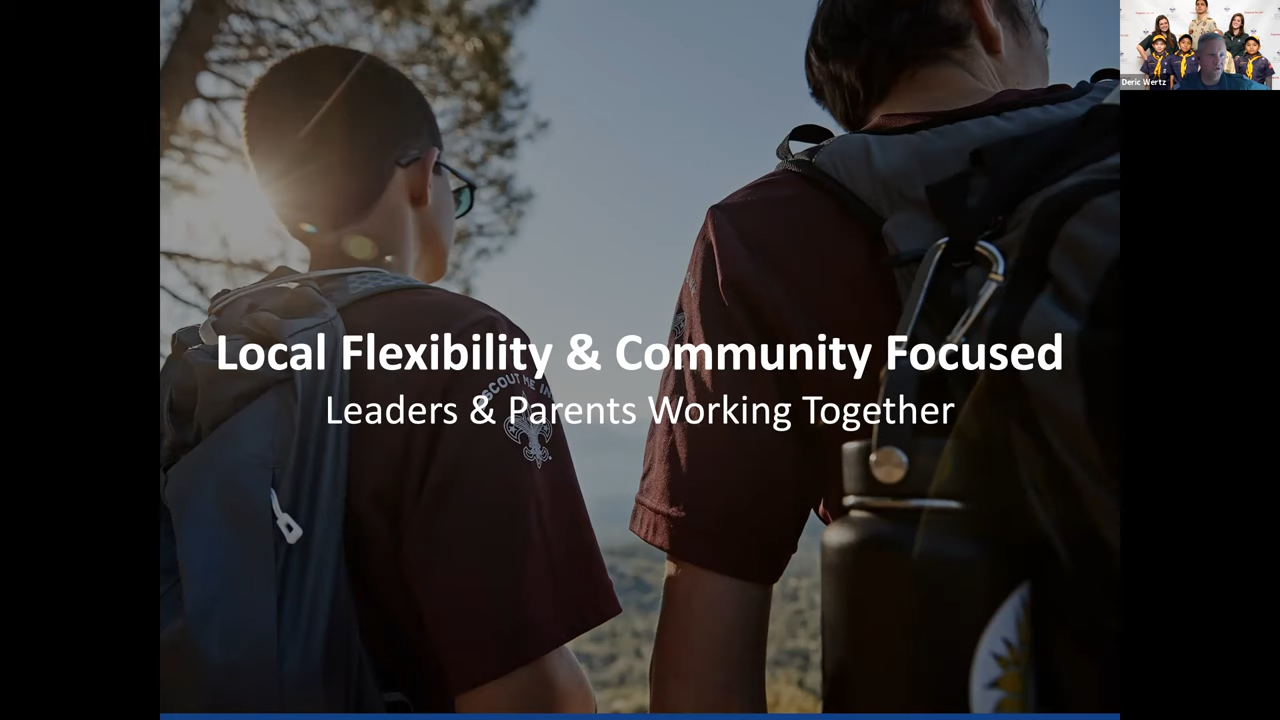 Deric Wertz
Local Flexibility & Community Focused
Leaders & Parents Working Together
SCOUT ME IN